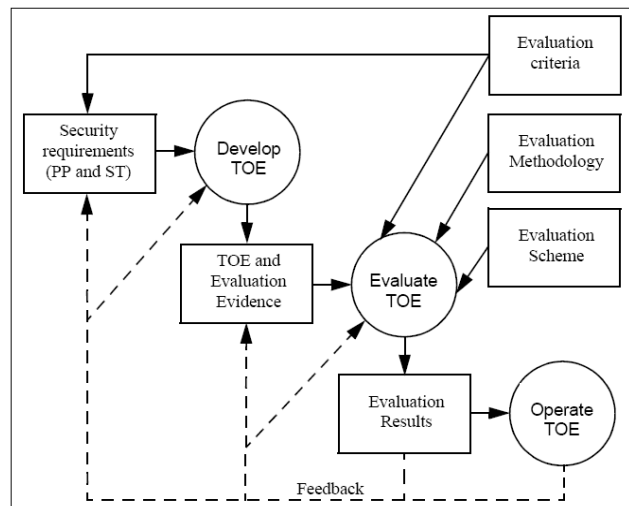 Evaluation
criteria
Security
requirements
(PP and ST)
Develop
TOE
Evaluation
Methodology
Evaluation
Scheme
TOE and
Evaluation
Evidence
Evaluate
TOE
Evaluation
Results
Operate
TOE
Feedback